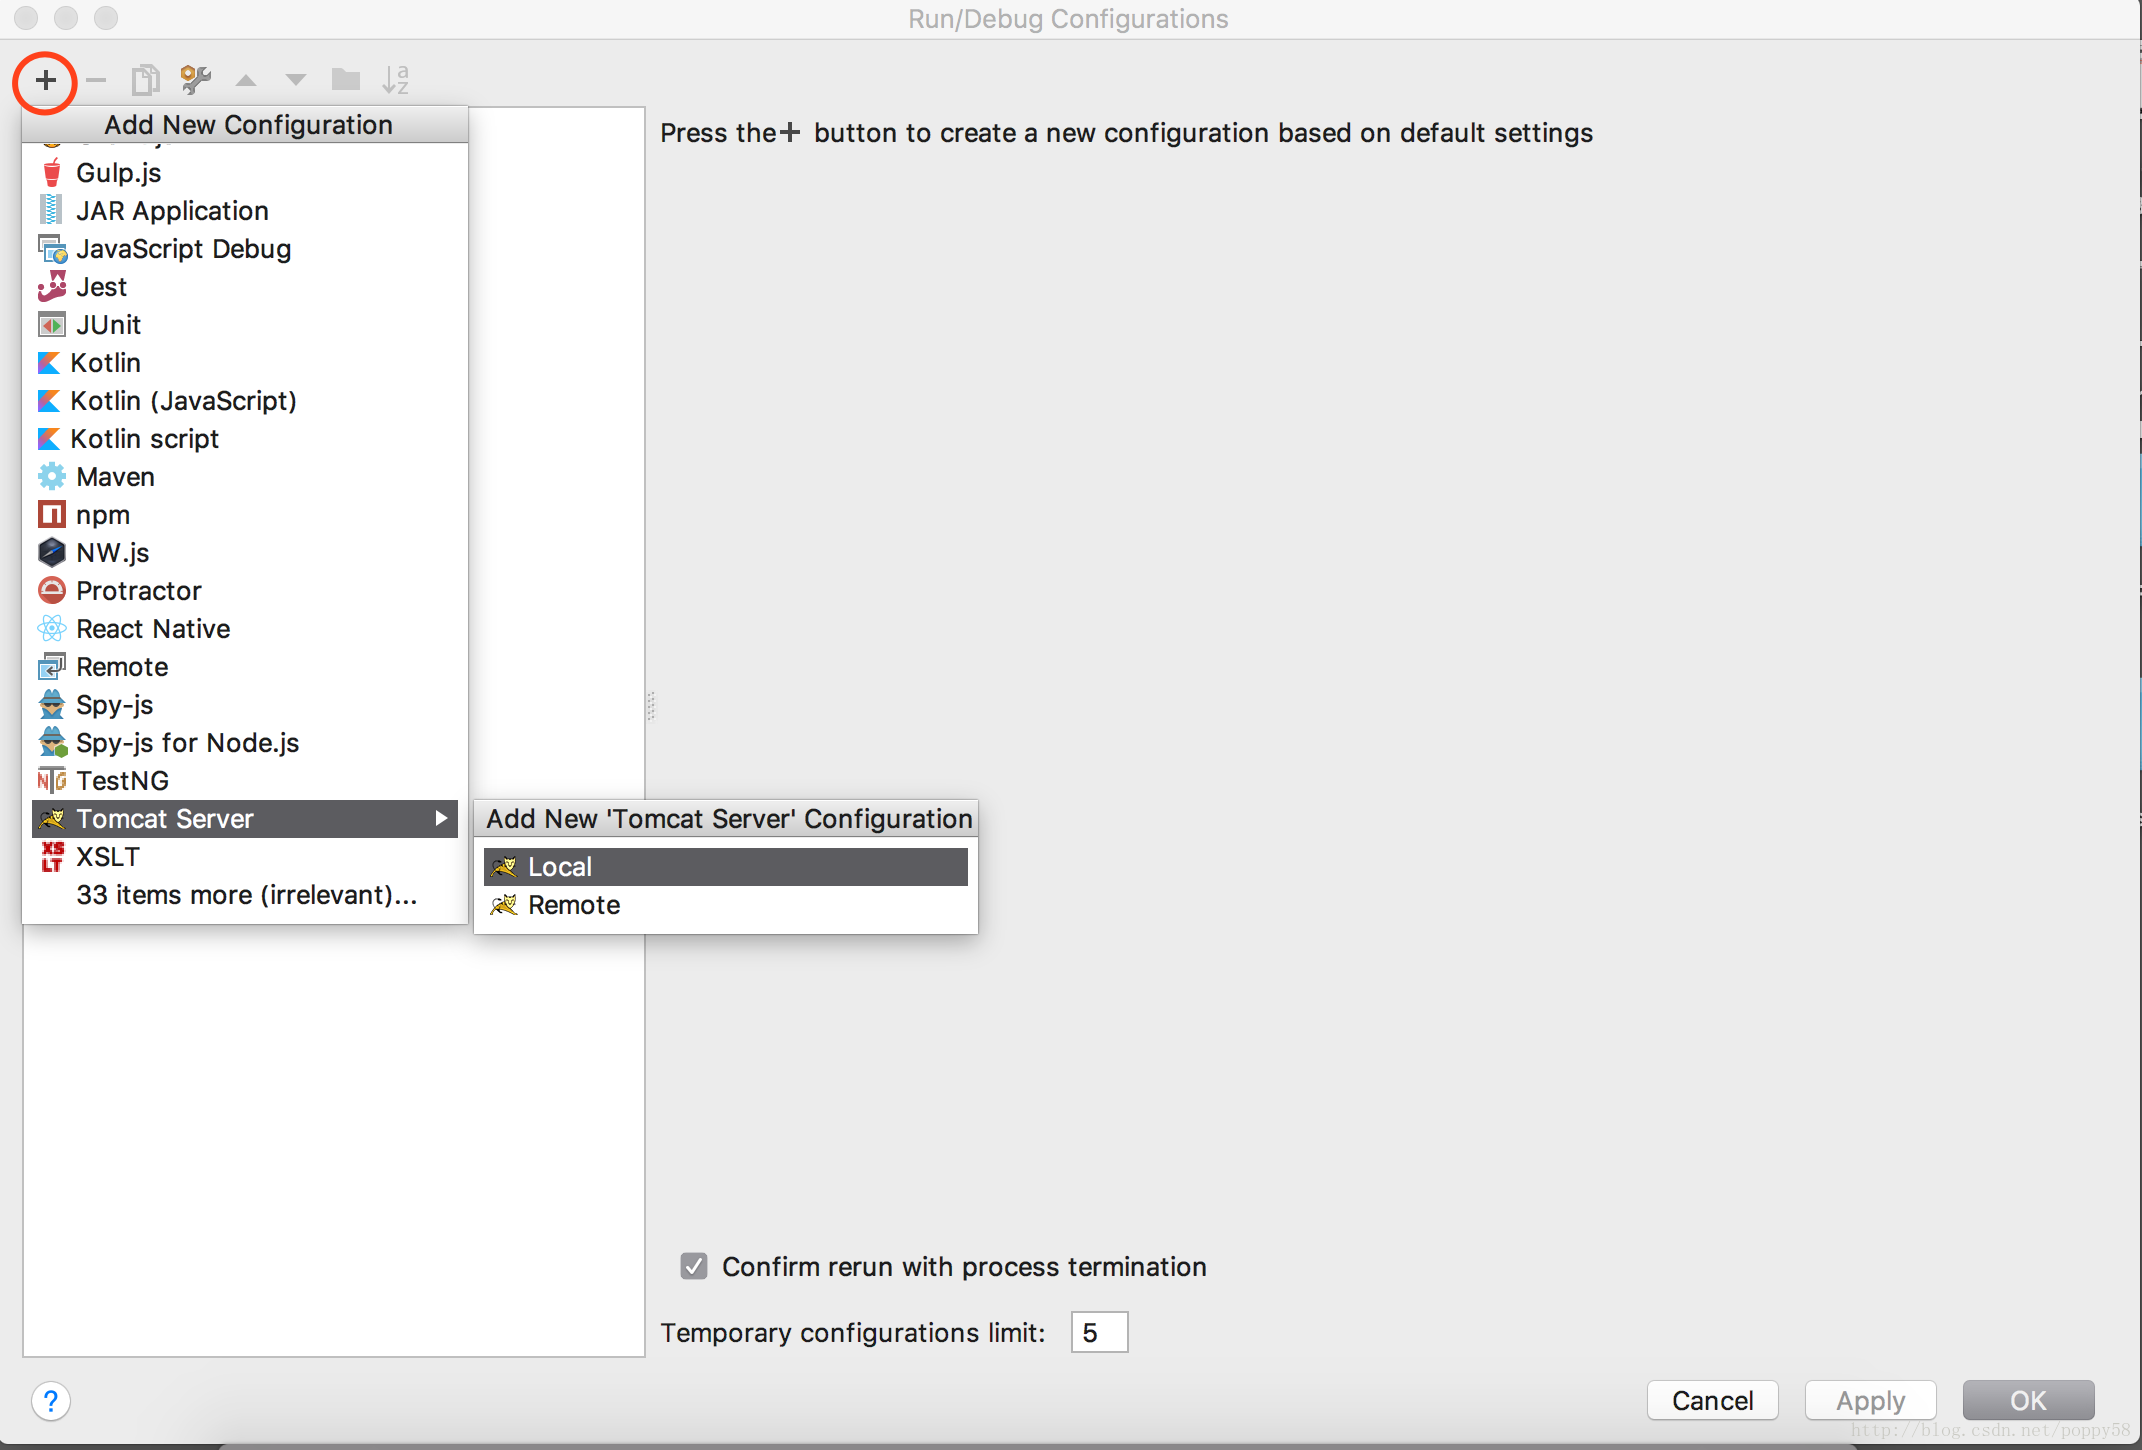 Run/Debug Configurations
Add New Configuration
Press the + button to create a new configuration based on default settings
Gulp.js
JAR Application
JavaScript Debug
Jest
JUnit
Kotlin
Kotlin (JavaScript)
Kotlin script
Maven
npm
NW.js
Protractor
React Native
Remote
Spy-js
Spy-js for Node.js
TestNG
Tomcat Server
XSLT
33 items more (irrelevant)...
Add New 'Tomcat Server' Configuration
Local
Remote
Confirm rerun with process termination
Temporary configurations limit: 5
? Cancel Apply OK
http://blog.csdn.net/poppy58